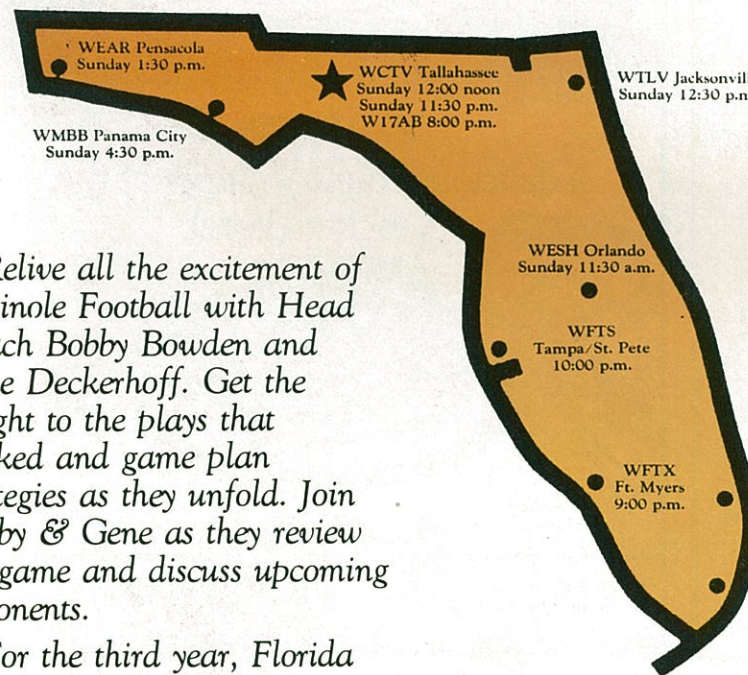 WEAR Pensacola
Sunday 1:30 p.m.
WCTV Tallahassee
Sunday 12:00 noon
Sunday 11:30 p.m.
W17AB 8:00 p.m.
WTLV Jacksonvill
Sunday 12:30 p.m
WMBB Panama City
Sunday 4:30 p.m.
WESH Orlando
Sunday 11:30 a.m.
WFTS
Tampa/St. Pete
10:00 p.m.
WFTX
Ft. Myers
9:00 p.m.
Relive all the excitement of
inole Football with Head
ch Bobby Bowden and
e Deckerhoff. Get the
ght to the plays that
ked and game plan
tegies as they unfold. Join
by & Gene as they review
game and discuss upcoming
onents.
or the third year, Florida